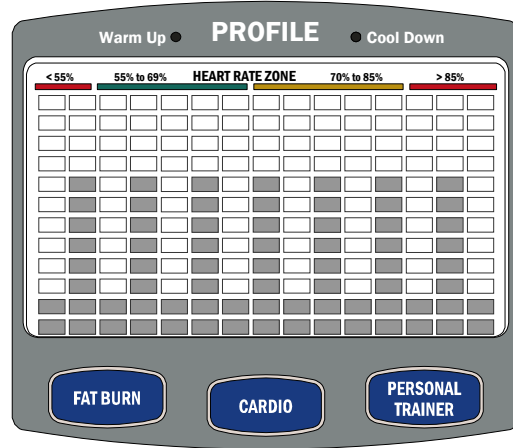 Warm Up PROFILE Cool Down
< 55% 55% to 69% HEART RATE ZONE 70% to 85% > 85%
FAT BURN
CARDIO
PERSONAL
TRAINER